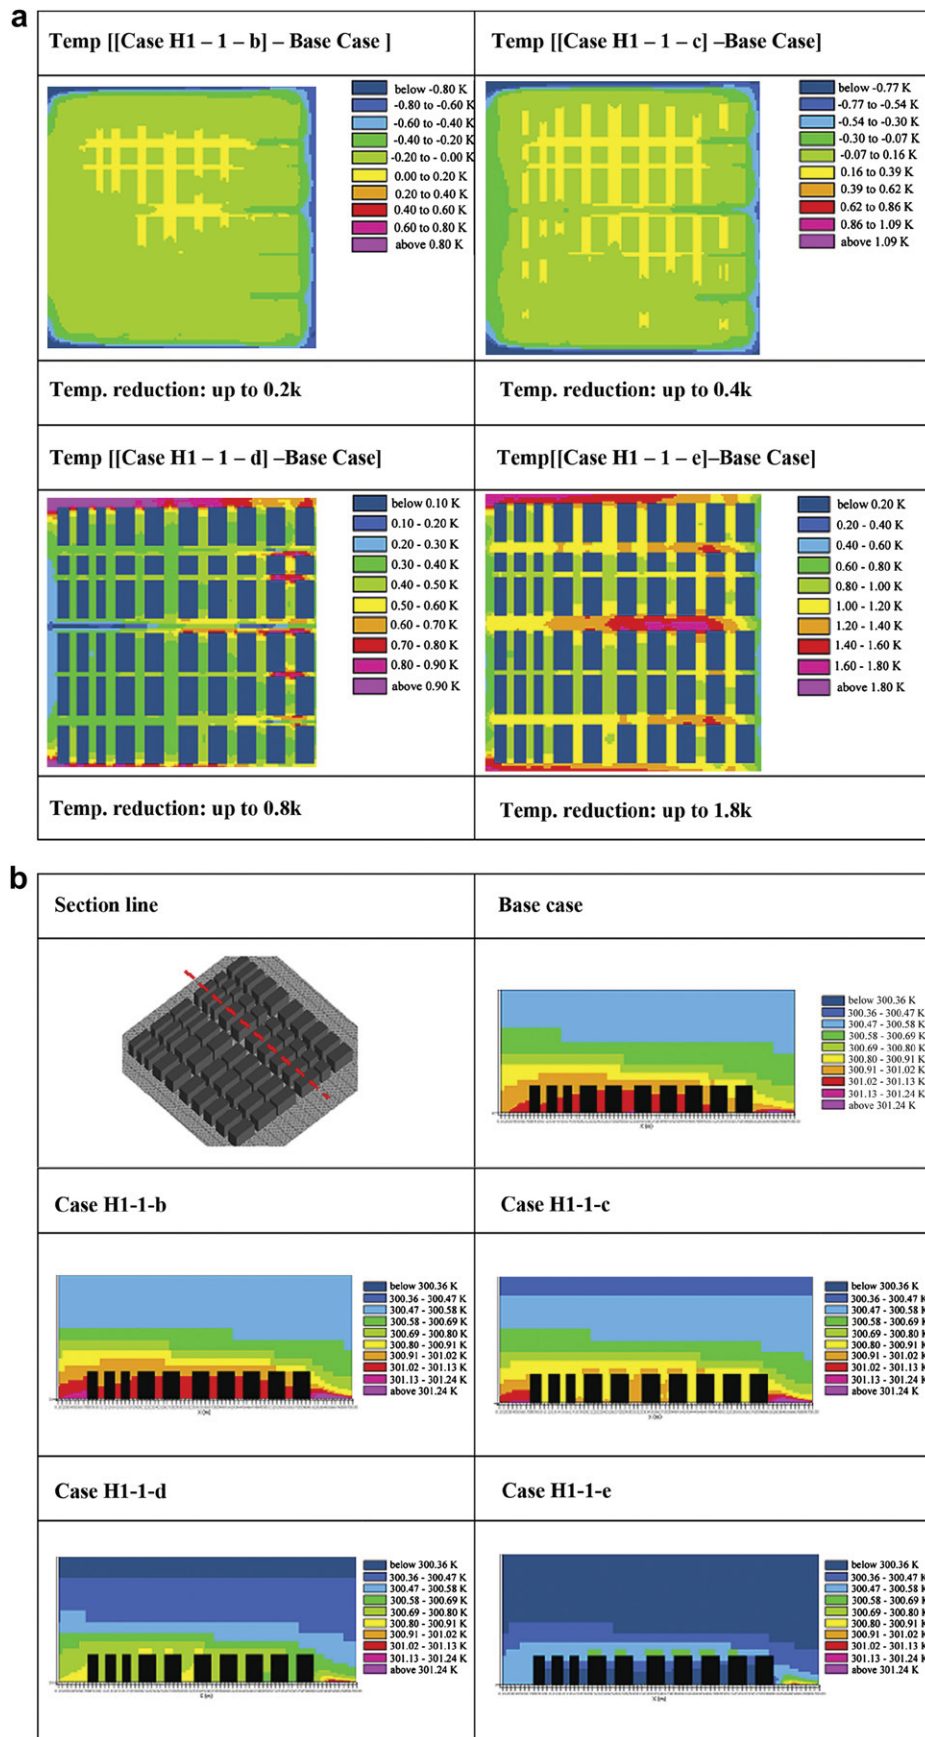 a
Temp [[Case H1 – 1 – b] – Base Case ]
Temp [[Case H1 – 1 – c] –Base Case]
below -0.80 K
-0.80 to -0.60 K
-0.60 to -0.40 K
-0.40 to -0.20 K
-0.20 to - 0.00 K
0.00 to 0.20 K
0.20 to 0.40 K
0.40 to 0.60 K
0.60 to 0.80 K
above 0.80 K
below -0.77 K
-0.77 to -0.54 K
-0.54 to -0.30 K
-0.30 to -0.07 K
-0.07 to 0.16 K
0.16 to 0.39 K
0.39 to 0.62 K
0.62 to 0.86 K
0.86 to 1.09 K
above 1.09 K
Temp. reduction: up to 0.2k
Temp. reduction: up to 0.4k
Temp [[Case H1 – 1 – d] –Base Case]
Temp[[Case H1 – 1 – e]–Base Case]
below 0.10 K
0.10 - 0.20 K
0.20 - 0.30 K
0.30 - 0.40 K
0.40 - 0.50 K
0.50 - 0.60 K
0.60 - 0.70 K
0.70 - 0.80 K
0.80 - 0.90 K
above 0.90 K
below 0.20 K
0.20 - 0.40 K
0.40 - 0.60 K
0.60 - 0.80 K
0.80 - 1.00 K
1.00 - 1.20 K
1.20 - 1.40 K
1.40 - 1.60 K
1.60 - 1.80 K
above 1.80 K
Temp. reduction: up to 0.8k
Temp. reduction: up to 1.8k
b
Section line
Base case
below 300.36 K
300.36 - 300.47 K
300.47 - 300.58 K
300.58 - 300.69 K
300.69 - 300.80 K
300.80 - 300.91 K
300.91 - 301.02 K
301.02 - 301.13 K
301.13 - 301.24 K
above 301.24 K
Case H1-1-b
Case H1-1-c
below 300.36 K
300.36 - 300.47 K
300.47 - 300.58 K
300.58 - 300.69 K
300.69 - 300.80 K
300.80 - 300.91 K
300.91 - 301.02 K
301.02 - 301.13 K
301.13 - 301.24 K
above 301.24 K
X (m)
below 300.36 K
300.36 - 300.47 K
300.47 - 300.58 K
300.58 - 300.69 K
300.69 - 300.80 K
300.80 - 300.91 K
300.91 - 301.02 K
301.02 - 301.13 K
301.13 - 301.24 K
above 301.24 K
X (m)
Case H1-1-d
Case H1-1-e
below 300.36 K
300.36 - 300.47 K
300.47 - 300.58 K
300.58 - 300.69 K
300.69 - 300.80 K
300.80 - 300.91 K
300.91 - 301.02 K
301.02 - 301.13 K
301.13 - 301.24 K
above 301.24 K
below 300.36 K
300.36 - 300.47 K
300.47 - 300.58 K
300.58 - 300.69 K
300.69 - 300.80 K
300.80 - 300.91 K
300.91 - 301.02 K
301.02 - 301.13 K
301.13 - 301.24 K
above 301.24 K
X (m)